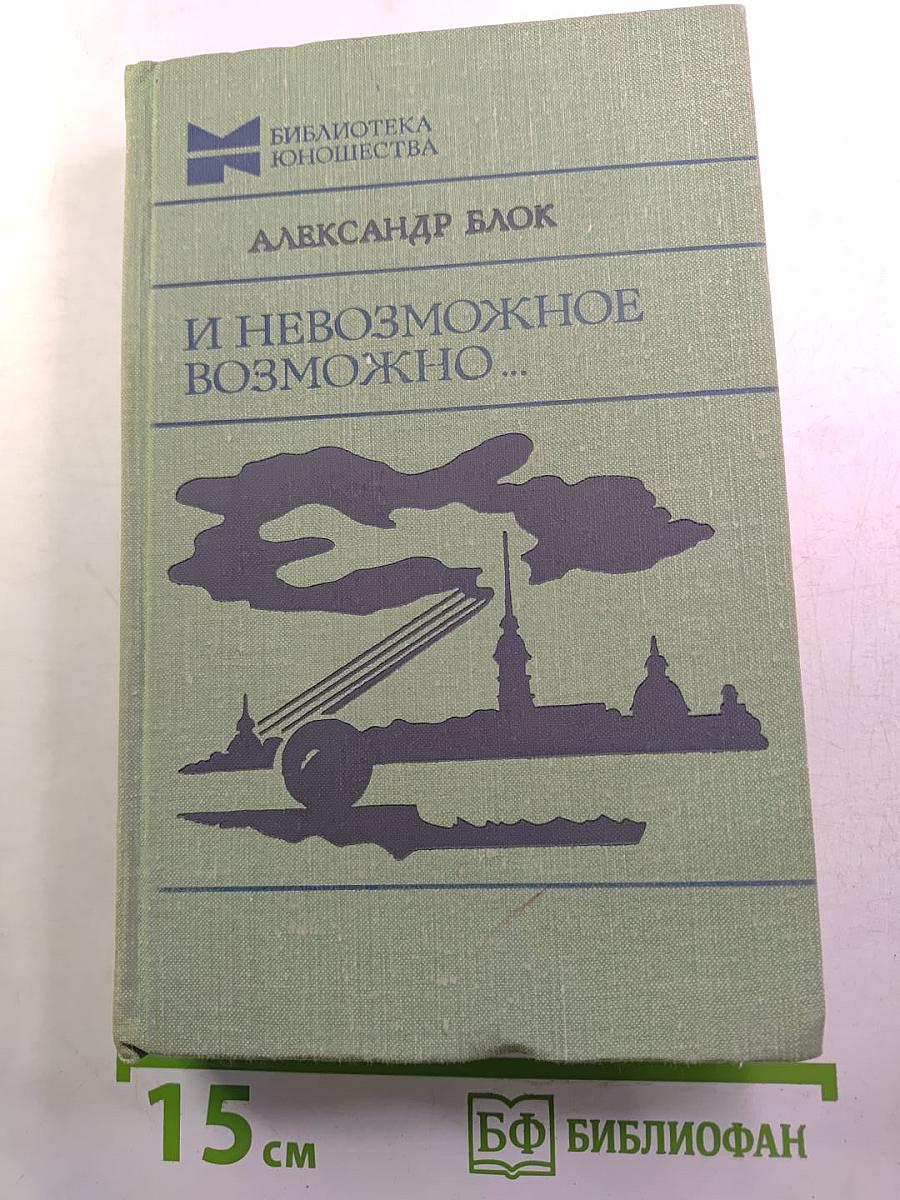 БИБЛИОТЕКА
ЮНОШЕСТВА
АЛЕКСАНДР БЛОК
И НЕВОЗМОЖНОЕ
ВОЗМОЖНО...
15 см
БФ БИБЛИОФАН